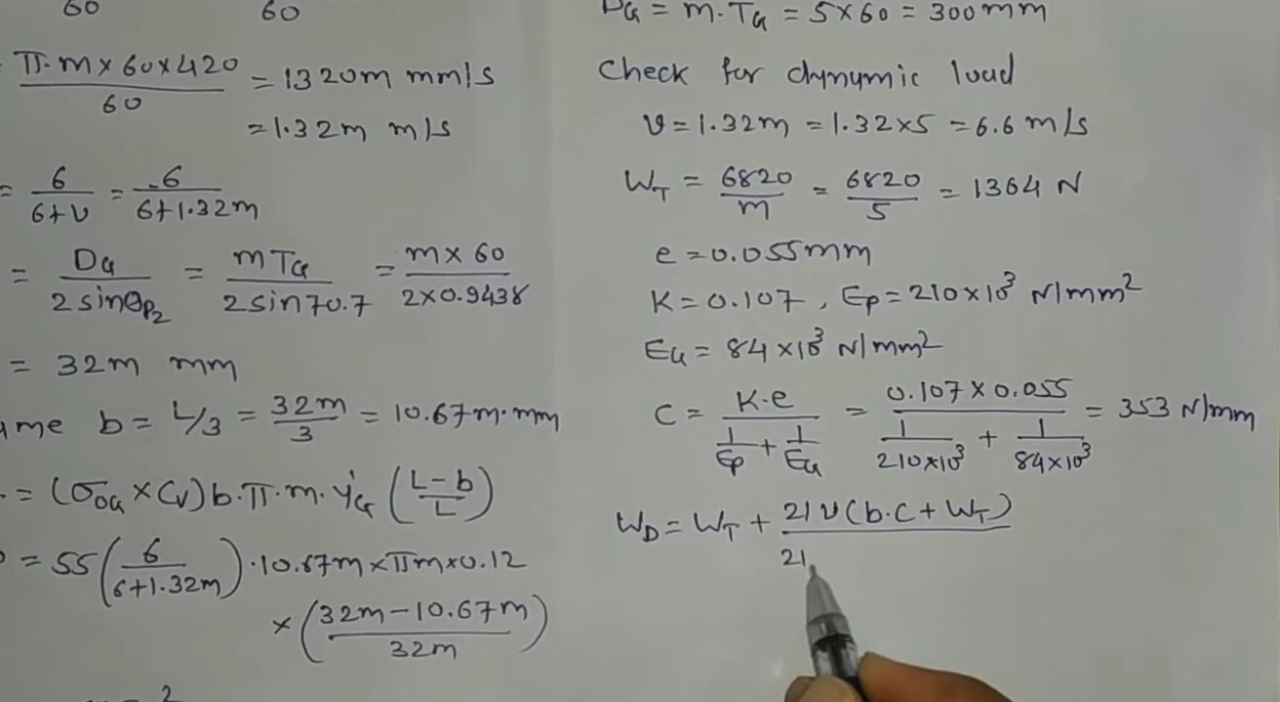 60 60
π.m×60×420/60 = 1320m mm/s
= 1.32m m/s
= 6/(6+v) = 6/(6+1.32m)
= DG/(2 sinθP2) = mTG/(2 sin70.7) = m×60/(2×0.9438)
= 32m mm
me b = L/3 = 32m/3 = 10.67m.mm
= (σOG × CV) b.π.m.y'G ((L-b)/L)
= 55 (6/(6+1.32m)) .10.67m×πm×0.12
× ((32m-10.67m)/32m)
2
DG = m.TG = 5×60 = 300mm
Check for dynymic load
v = 1.32m = 1.32×5 = 6.6 m/s
WT = 6820/m = 6820/5 = 1364 N
e = 0.055mm
K = 0.107, EP = 210×10³ N/mm²
EG = 84×10³ N/mm²
C = K.e/(1/EP + 1/EG) = 0.107×0.055/(1/210×10³ + 1/84×10³) = 353 N/mm
WD = WT + 21v(b.c+WT)
21